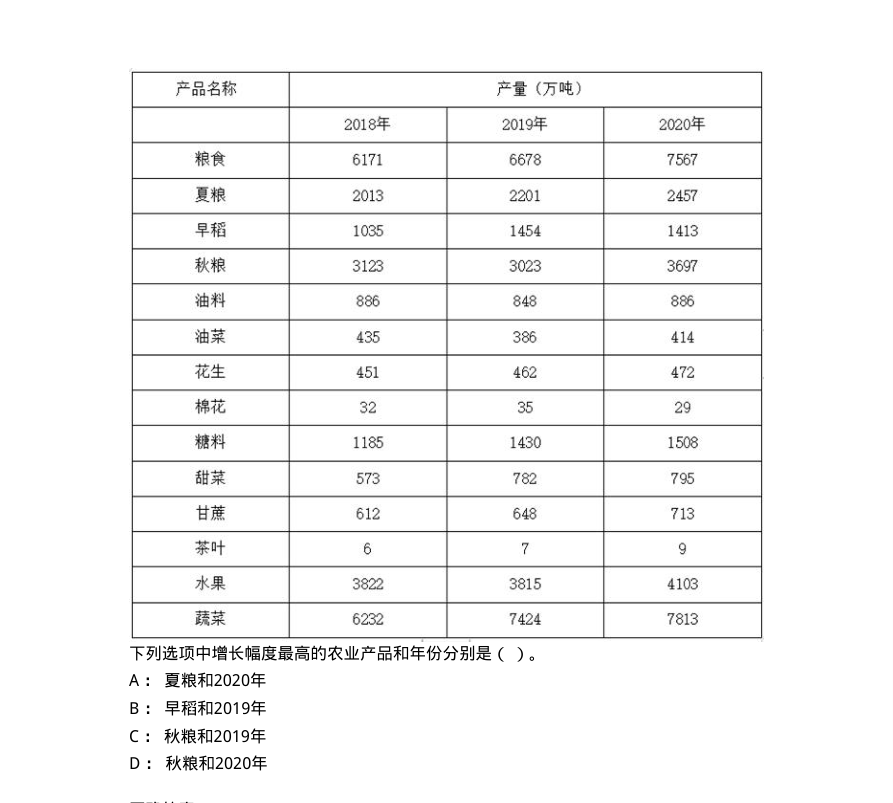 产品名称 产量（万吨）
2018年 2019年 2020年
粮食 6171 6678 7567
夏粮 2013 2201 2457
早稻 1035 1454 1413
秋粮 3123 3023 3697
油料 886 848 886
油菜 435 386 414
花生 451 462 472
棉花 32 35 29
糖料 1185 1430 1508
甜菜 573 782 795
甘蔗 612 648 713
茶叶 6 7 9
水果 3822 3815 4103
蔬菜 6232 7424 7813
下列选项中增长幅度最高的农业产品和年份分别是（ ）。
A： 夏粮和2020年
B： 早稻和2019年
C： 秋粮和2019年
D： 秋粮和2020年